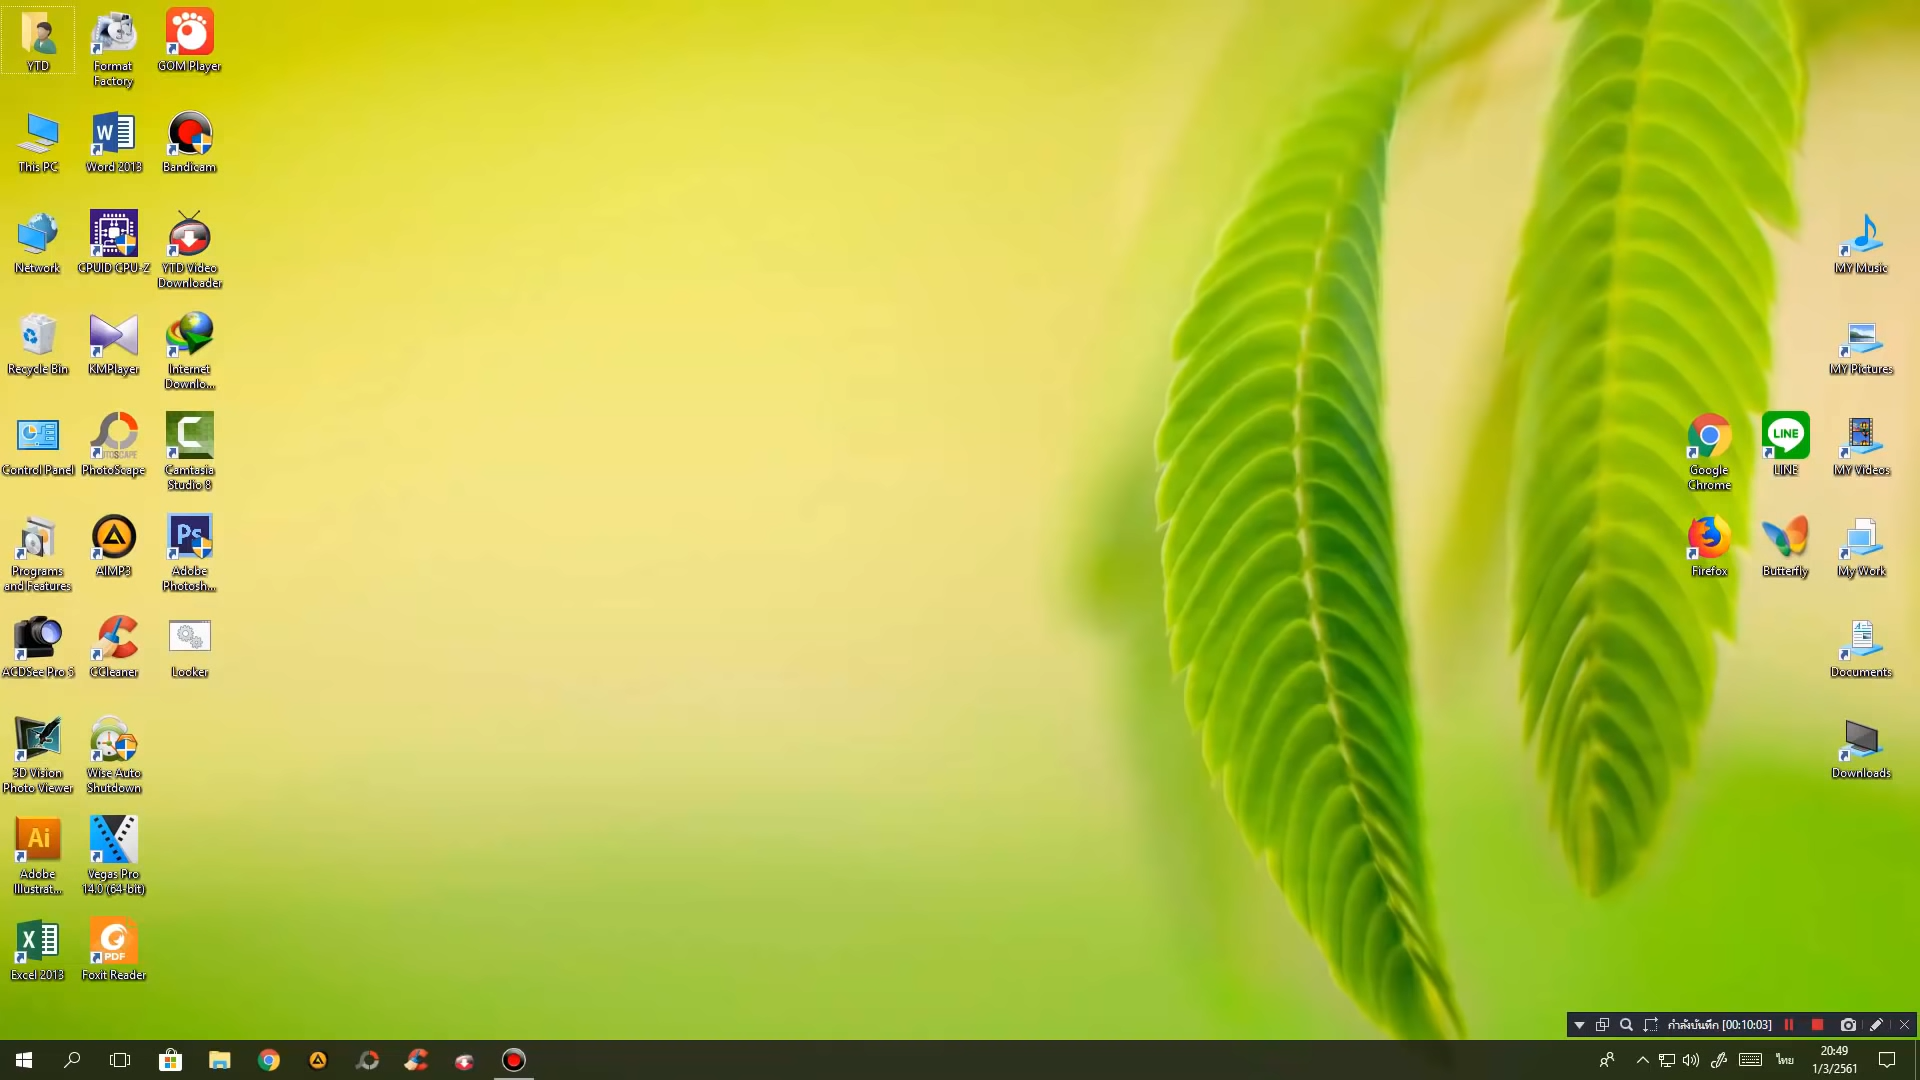 YTD
Format
Factory
GOM Player
This PC
Word 2013
Bandicam
Network
CPUID CPU-Z
YTD Video
Downloader
Recycle Bin
KMPlayer
Internet
Downlo...
Control Panel
PhotoScape
Camtasia
Studio 8
Programs
and Features
AIMP3
Adobe
Photosh...
ACDSee Pro 5
CCleaner
Looker
3D Vision
Photo Viewer
Wise Auto
Shutdown
Adobe
Illustrat...
Vegas Pro
14.0 (64-bit)
Excel 2013
Foxit Reader
MY Music
MY Pictures
Google
Chrome
LINE
LINE
MY Videos
Firefox
Butterfly
My Work
Documents
Downloads
W
Ps
Ai
X
PDF
กำลังบันทึก [00:10:03]
ไทย
20:49
1/3/2561